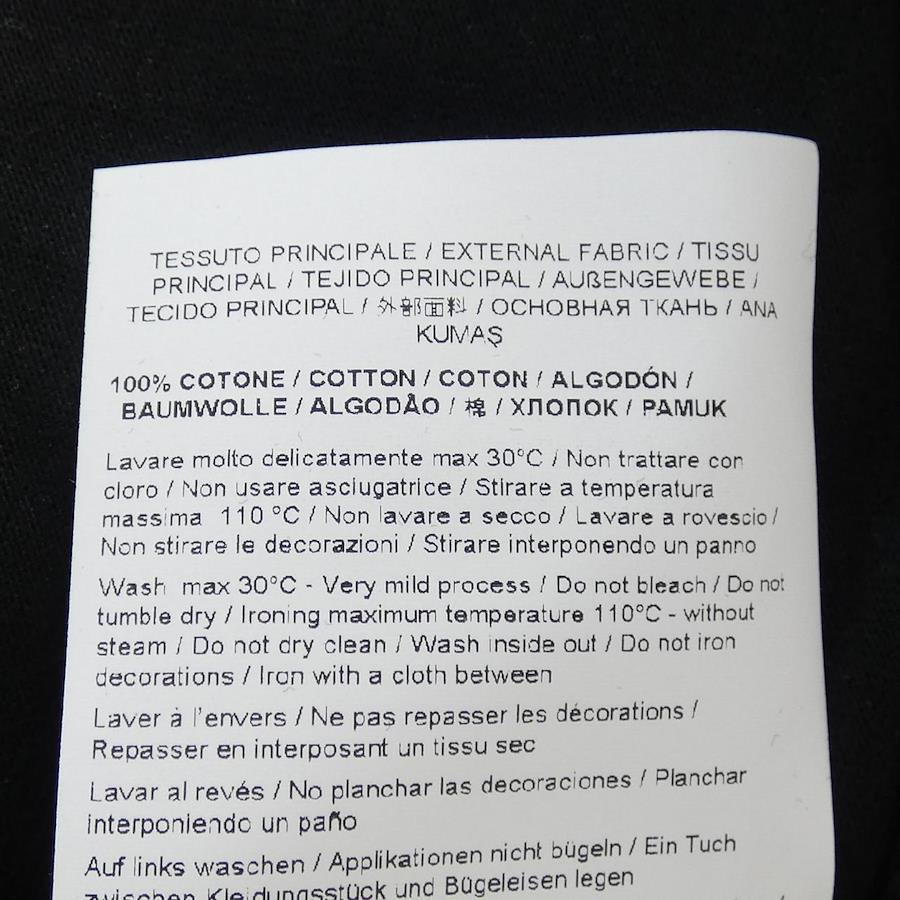 TESSUTO PRINCIPALE / EXTERNAL FABRIC / TISSU
PRINCIPAL / TEJIDO PRINCIPAL / AUßENGEWEBE /
TECIDO PRINCIPAL / 外部面料 / ОСНОВНАЯ ТКАНЬ / ANA
KUMAŞ
100% COTONE / COTTON / COTON / ALGODÓN /
BAUMWOLLE / ALGODÃO / 棉 / ХЛОПОК / PAMUK
Lavare molto delicatamente max 30°C / Non trattare con
cloro / Non usare asciugatrice / Stirare a temperatura
massima 110 °C / Non lavare a secco / Lavare a rovescio /
Non stirare le decorazioni / Stirare interponendo un panno
Wash max 30°C - Very mild process / Do not bleach / Do not
tumble dry / Ironing maximum temperature 110°C - without
steam / Do not dry clean / Wash inside out / Do not iron
decorations / Iron with a cloth between
Laver à l'envers / Ne pas repasser les décorations /
Repasser en interposant un tissu sec
Lavar al revés / No planchar las decoraciones / Planchar
interponiendo un paño
Auf links waschen / Applikationen nicht bügeln / Ein Tuch
zwischen Kleidungsstück und Bügeleisen legen